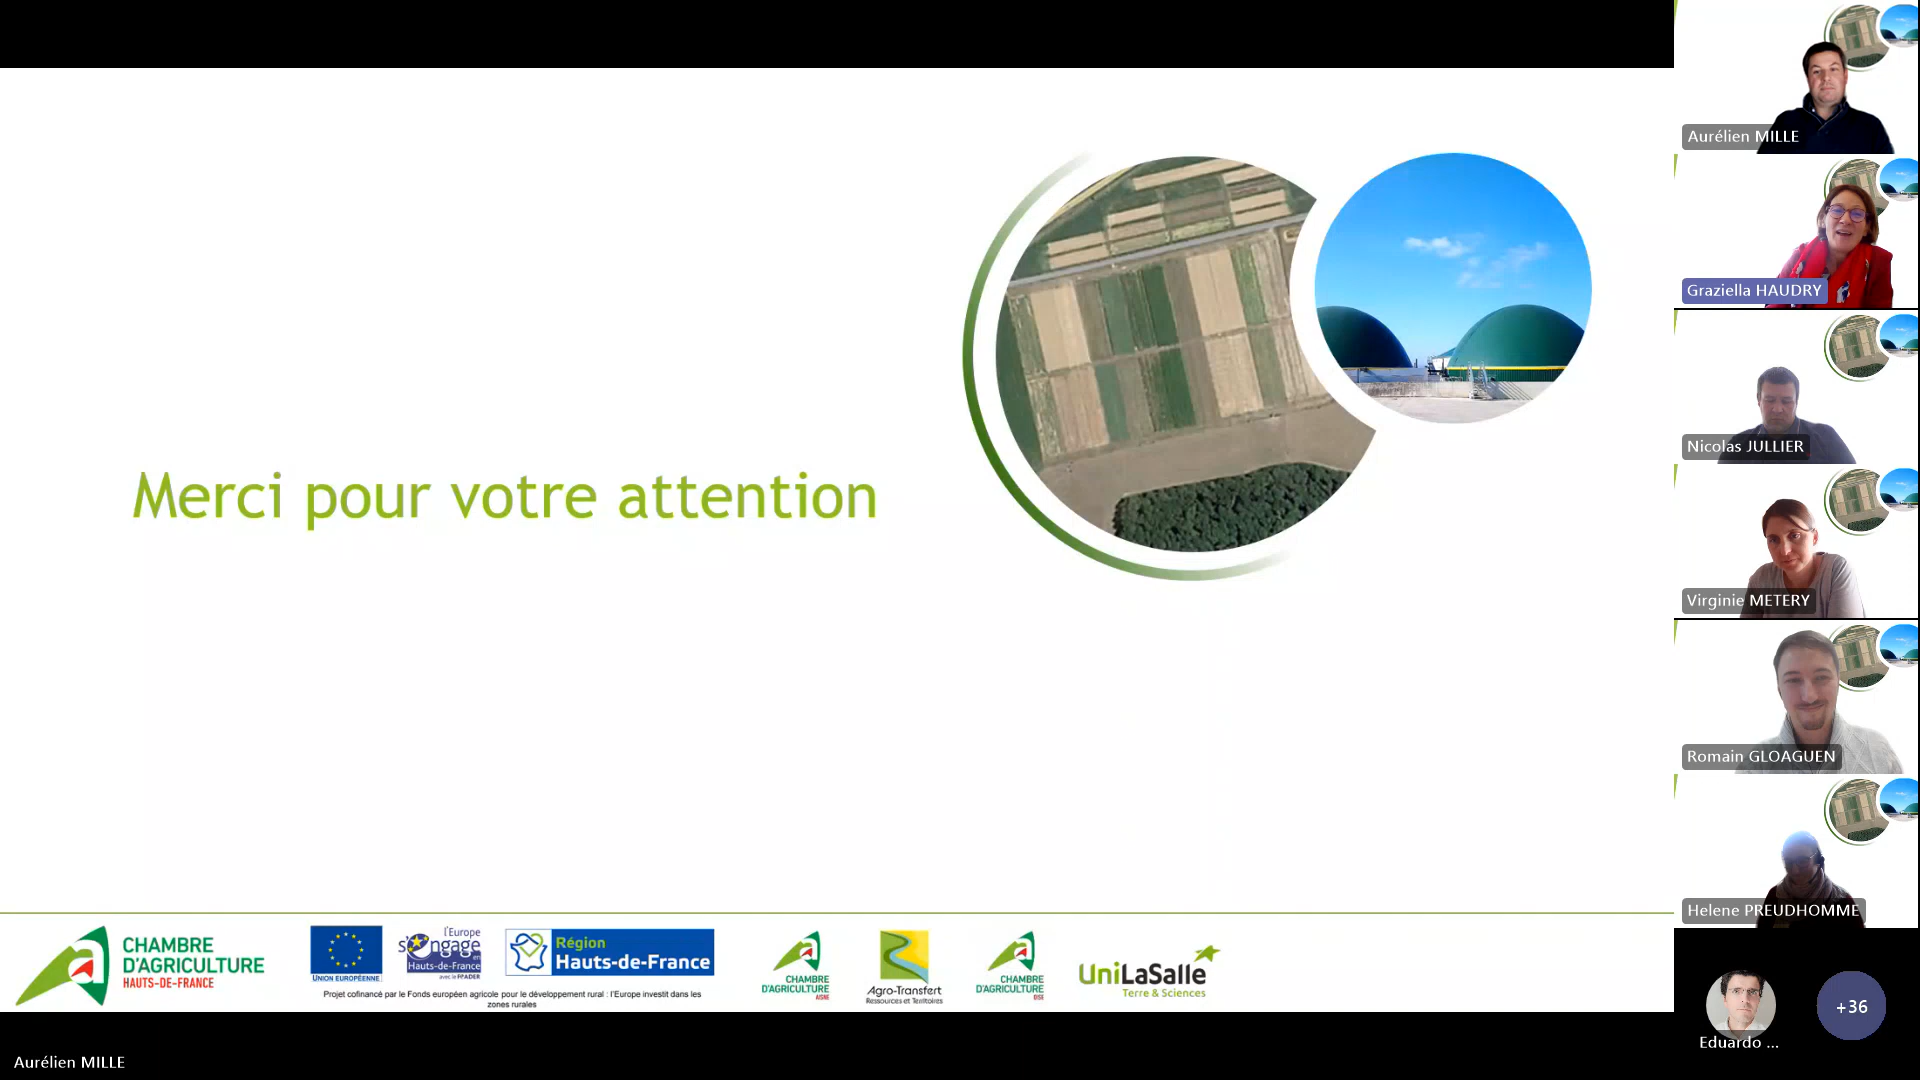 Merci pour votre attention
CHAMBRE
D'AGRICULTURE
HAUTS-DE-FRANCE
UNION EUROPÉENNE
l'Europe
s'engage
en
Hauts-de-France
avec le FEADER
Région
Hauts-de-France
Projet cofinancé par le Fonds européen agricole pour le développement rural : l'Europe investit dans les
zones rurales
CHAMBRE
D'AGRICULTURE
AISNE
Agro-Transfert
Ressources et Territoires
CHAMBRE
D'AGRICULTURE
OISE
UniLaSalle
Terre & Sciences
Aurélien MILLE
Aurélien MILLE
Graziella HAUDRY
Nicolas JULLIER
Virginie METERY
Romain GLOAGUEN
Helene PREUDHOMME
Eduardo ...
+36